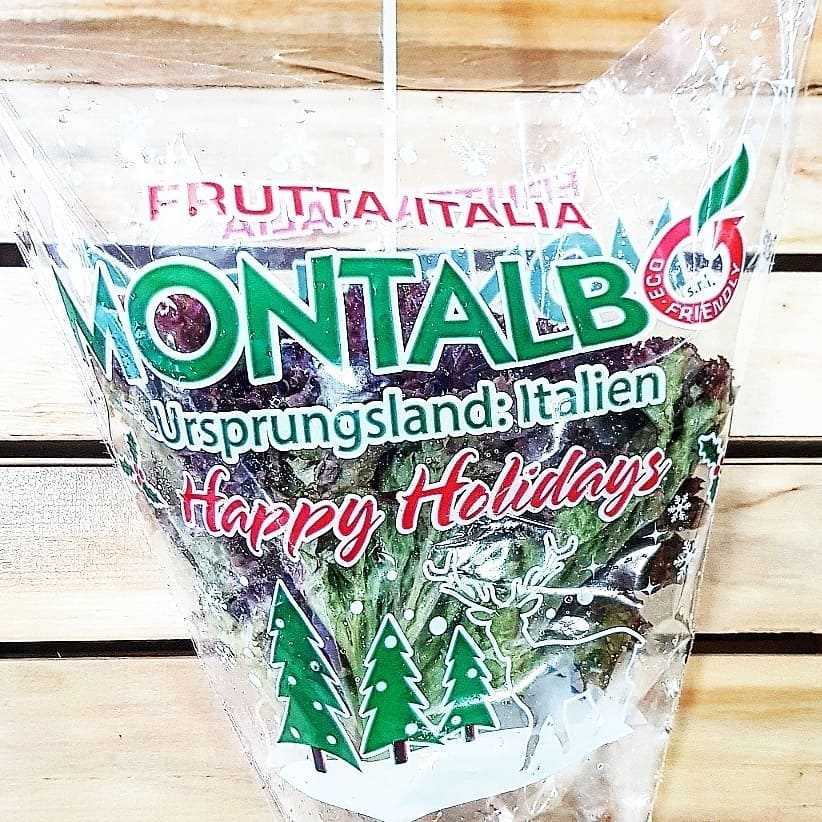 FRUTTA ITALIA
MONTALBO
ECO
s.r.l.
FRIENDLY
Ursprungsland: Italien
Happy Holidays